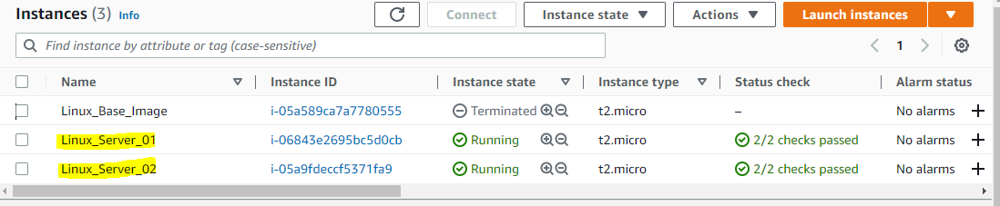 Instances (3) Info Connect Instance state Actions Launch instances
Find instance by attribute or tag (case-sensitive) 1
Name Instance ID Instance state Instance type Status check Alarm status
Linux_Base_Image i-05a589ca7a7780555 Terminated t2.micro – No alarms +
Linux_Server_01 i-06843e2695bc5d0cb Running t2.micro 2/2 checks passed No alarms +
Linux_Server_02 i-05a9fdeccf5371fa9 Running t2.micro 2/2 checks passed No alarms +